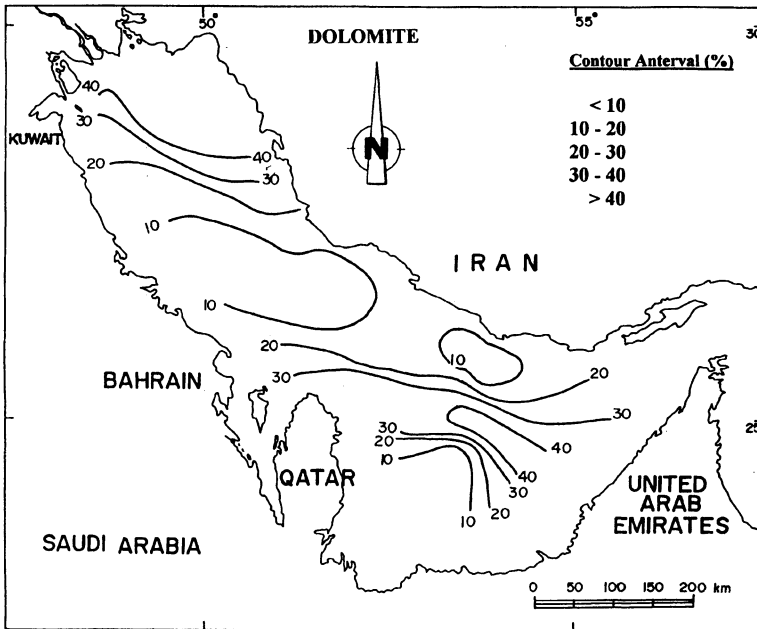 50°
55°
30
DOLOMITE
Contour Anterval (%)
< 10
10 - 20
20 - 30
30 - 40
> 40
N
40
30
KUWAIT
20
40
30
10
IRAN
10
20
10
20
BAHRAIN
30
30
25
30
20
40
10
40
QATAR
30
20
10
UNITED
ARAB
EMIRATES
SAUDI ARABIA
0 50 100 150 200 km